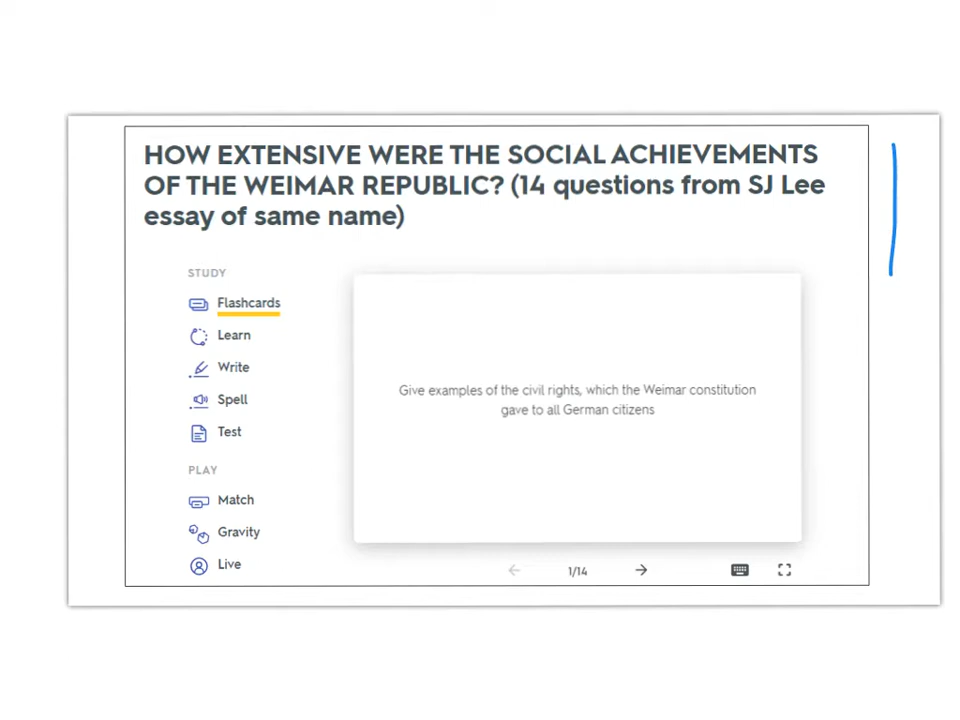 HOW EXTENSIVE WERE THE SOCIAL ACHIEVEMENTS
OF THE WEIMAR REPUBLIC? (14 questions from SJ Lee
essay of same name)
STUDY
Flashcards
Learn
Write
Spell
Test
PLAY
Match
Gravity
Live
Give examples of the civil rights, which the Weimar constitution
gave to all German citizens
1/14